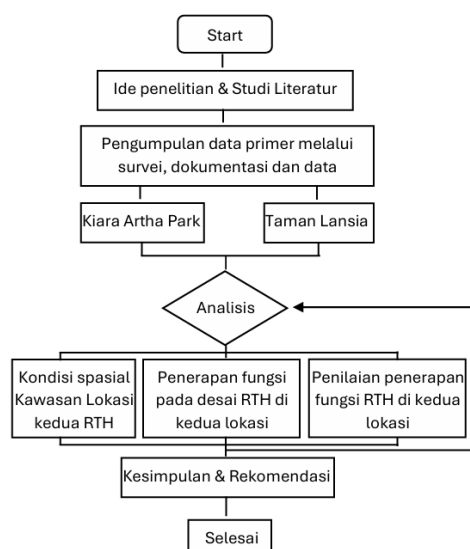 Start
Ide penelitian & Studi Literatur
Pengumpulan data primer melalui
survei, dokumentasi dan data
Kiara Artha Park
Taman Lansia
Analisis
Kondisi spasial
Kawasan Lokasi
kedua RTH
Penerapan fungsi
pada desai RTH di
kedua lokasi
Penilaian penerapan
fungsi RTH di kedua
lokasi
Kesimpulan & Rekomendasi
Selesai